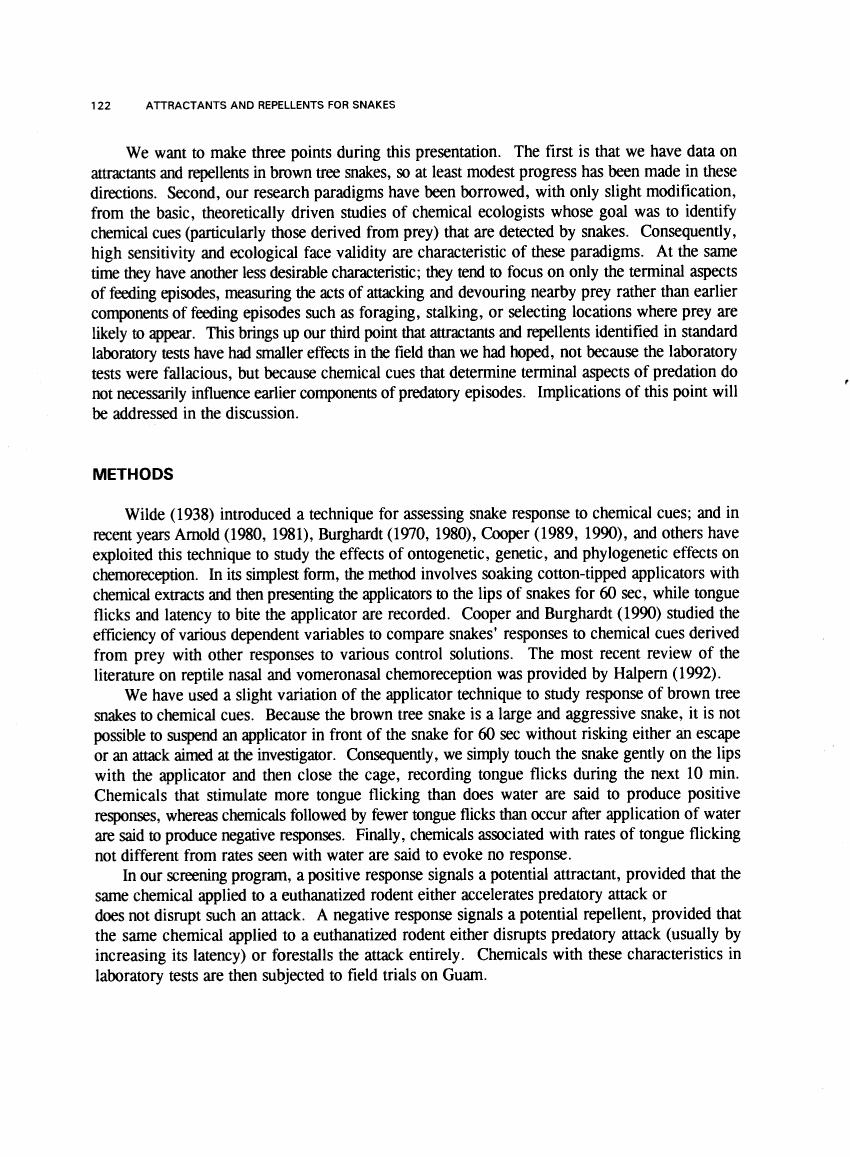 122 ATTRACTANTS AND REPELLENTS FOR SNAKES
We want to make three points during this presentation. The first is that we have data on
attractants and repellents in brown tree snakes, so at least modest progress has been made in these
directions. Second, our research paradigms have been borrowed, with only slight modification,
from the basic, theoretically driven studies of chemical ecologists whose goal was to identify
chemical cues (particularly those derived from prey) that are detected by snakes. Consequently,
high sensitivity and ecological face validity are characteristic of these paradigms. At the same
time they have another less desirable characteristic; they tend to focus on only the terminal aspects
of feeding episodes, measuring the acts of attacking and devouring nearby prey rather than earlier
components of feeding episodes such as foraging, stalking, or selecting locations where prey are
likely to appear. This brings up our third point that attractants and repellents identified in standard
laboratory tests have had smaller effects in the field than we had hoped, not because the laboratory
tests were fallacious, but because chemical cues that determine terminal aspects of predation do
not necessarily influence earlier components of predatory episodes. Implications of this point will
be addressed in the discussion.
METHODS
Wilde (1938) introduced a technique for assessing snake response to chemical cues; and in
recent years Arnold (1980, 1981), Burghardt (1970, 1980), Cooper (1989, 1990), and others have
exploited this technique to study the effects of ontogenetic, genetic, and phylogenetic effects on
chemoreception. In its simplest form, the method involves soaking cotton-tipped applicators with
chemical extracts and then presenting the applicators to the lips of snakes for 60 sec, while tongue
flicks and latency to bite the applicator are recorded. Cooper and Burghardt (1990) studied the
efficiency of various dependent variables to compare snakes' responses to chemical cues derived
from prey with other responses to various control solutions. The most recent review of the
literature on reptile nasal and vomeronasal chemoreception was provided by Halpern (1992).
We have used a slight variation of the applicator technique to study response of brown tree
snakes to chemical cues. Because the brown tree snake is a large and aggressive snake, it is not
possible to suspend an applicator in front of the snake for 60 sec without risking either an escape
or an attack aimed at the investigator. Consequently, we simply touch the snake gently on the lips
with the applicator and then close the cage, recording tongue flicks during the next 10 min.
Chemicals that stimulate more tongue flicking than does water are said to produce positive
responses, whereas chemicals followed by fewer tongue flicks than occur after application of water
are said to produce negative responses. Finally, chemicals associated with rates of tongue flicking
not different from rates seen with water are said to evoke no response.
In our screening program, a positive response signals a potential attractant, provided that the
same chemical applied to a euthanatized rodent either accelerates predatory attack or
does not disrupt such an attack. A negative response signals a potential repellent, provided that
the same chemical applied to a euthanatized rodent either disrupts predatory attack (usually by
increasing its latency) or forestalls the attack entirely. Chemicals with these characteristics in
laboratory tests are then subjected to field trials on Guam.